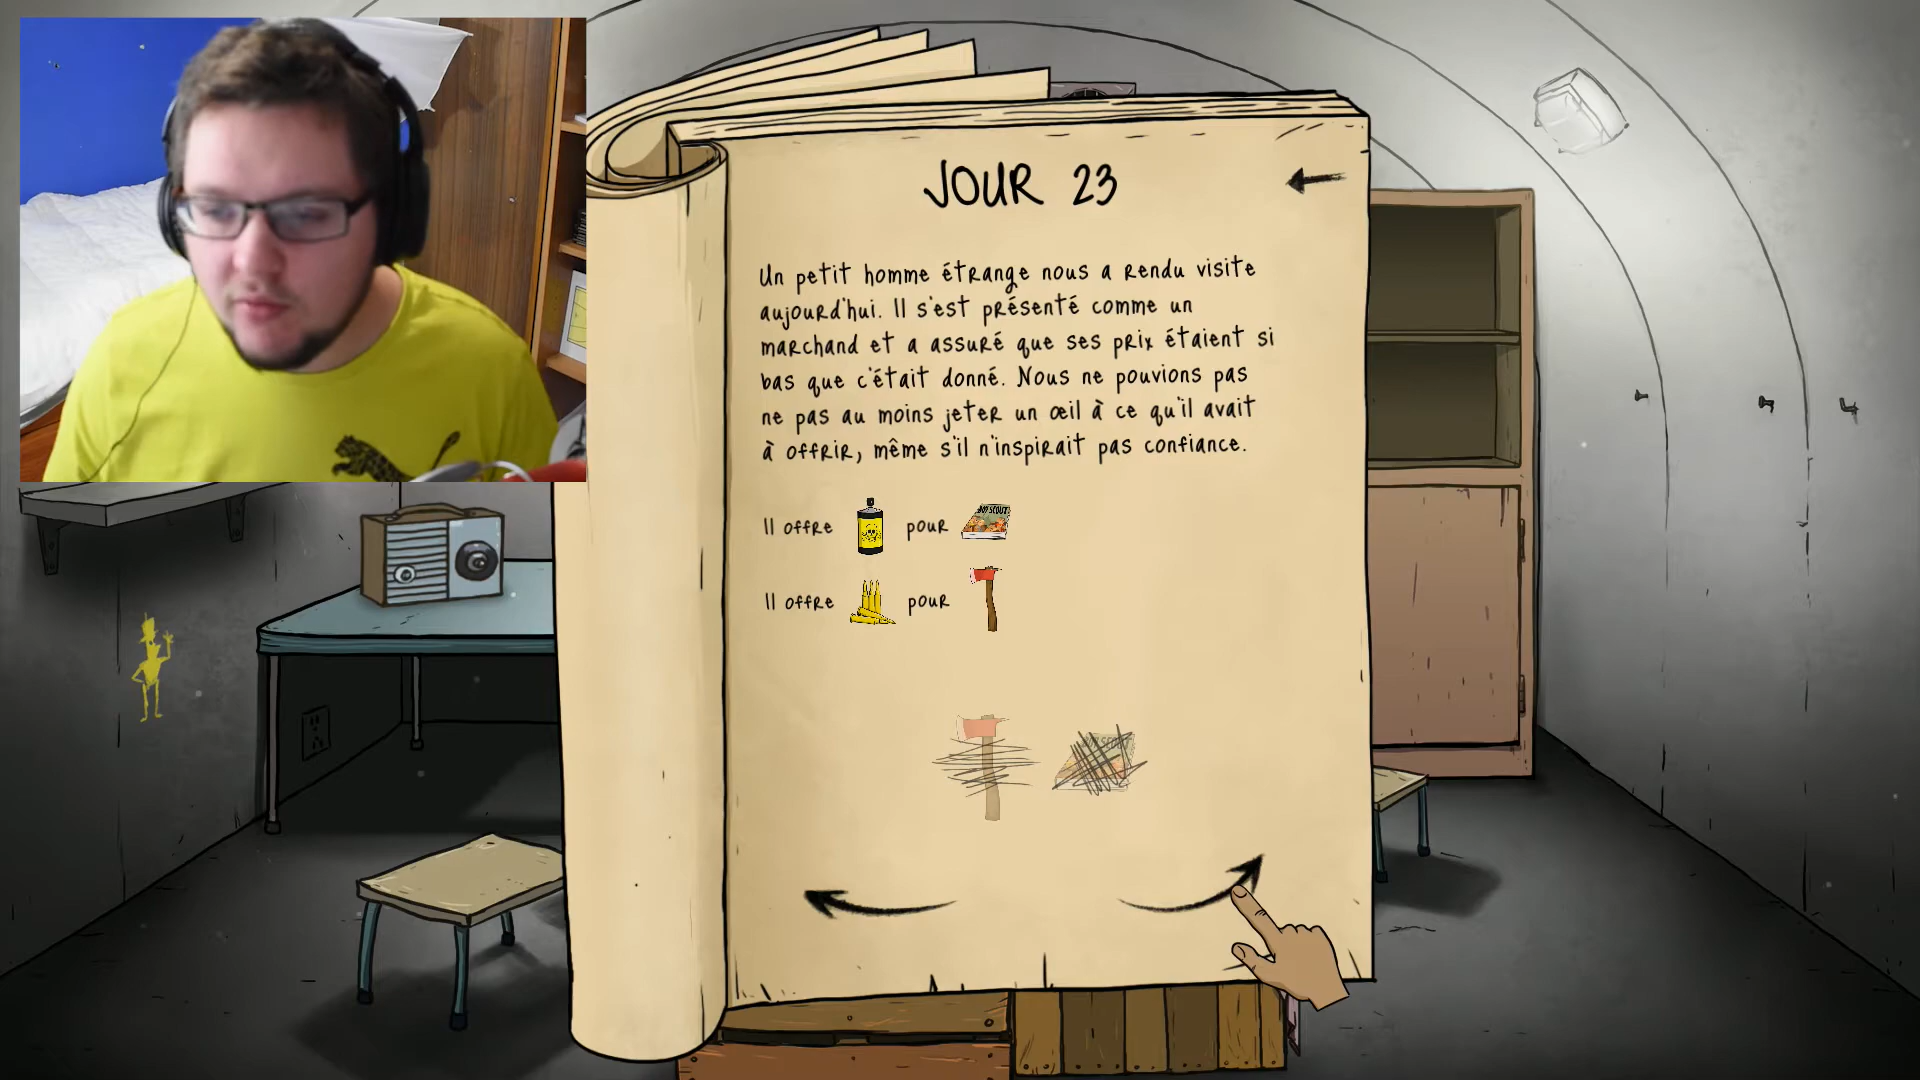 JOUR 23
Un petit homme étrange nous a rendu visite
aujourd'hui. Il s'est présenté comme un
marchand et a assuré que ses prix étaient si
bas que c'était donné. Nous ne pouvions pas
ne pas au moins jeter un œil à ce qu'il avait
à offrir, même s'il n'inspirait pas confiance.
Il offre pour BOY SCOUT
Il offre pour